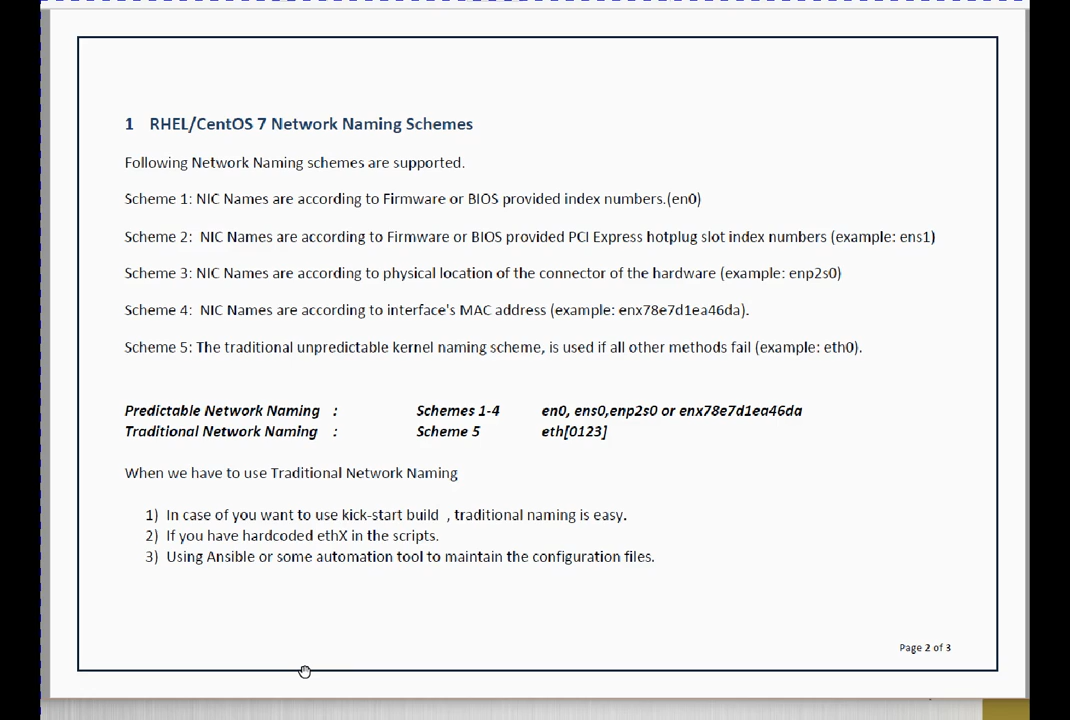 1 RHEL/CentOS 7 Network Naming Schemes
Following Network Naming schemes are supported.
Scheme 1: NIC Names are according to Firmware or BIOS provided index numbers.(en0)
Scheme 2:  NIC Names are according to Firmware or BIOS provided PCI Express hotplug slot index numbers (example: ens1)
Scheme 3: NIC Names are according to physical location of the connector of the hardware (example: enp2s0)
Scheme 4:  NIC Names are according to interface's MAC address (example: enx78e7d1ea46da).
Scheme 5: The traditional unpredictable kernel naming scheme, is used if all other methods fail (example: eth0).
Predictable Network Naming : Schemes 1-4 en0, ens0,enp2s0 or enx78e7d1ea46da
Traditional Network Naming : Scheme 5 eth[0123]
When we have to use Traditional Network Naming
1) In case of you want to use kick-start build , traditional naming is easy.
2) If you have hardcoded ethX in the scripts.
3) Using Ansible or some automation tool to maintain the configuration files.
Page 2 of 3